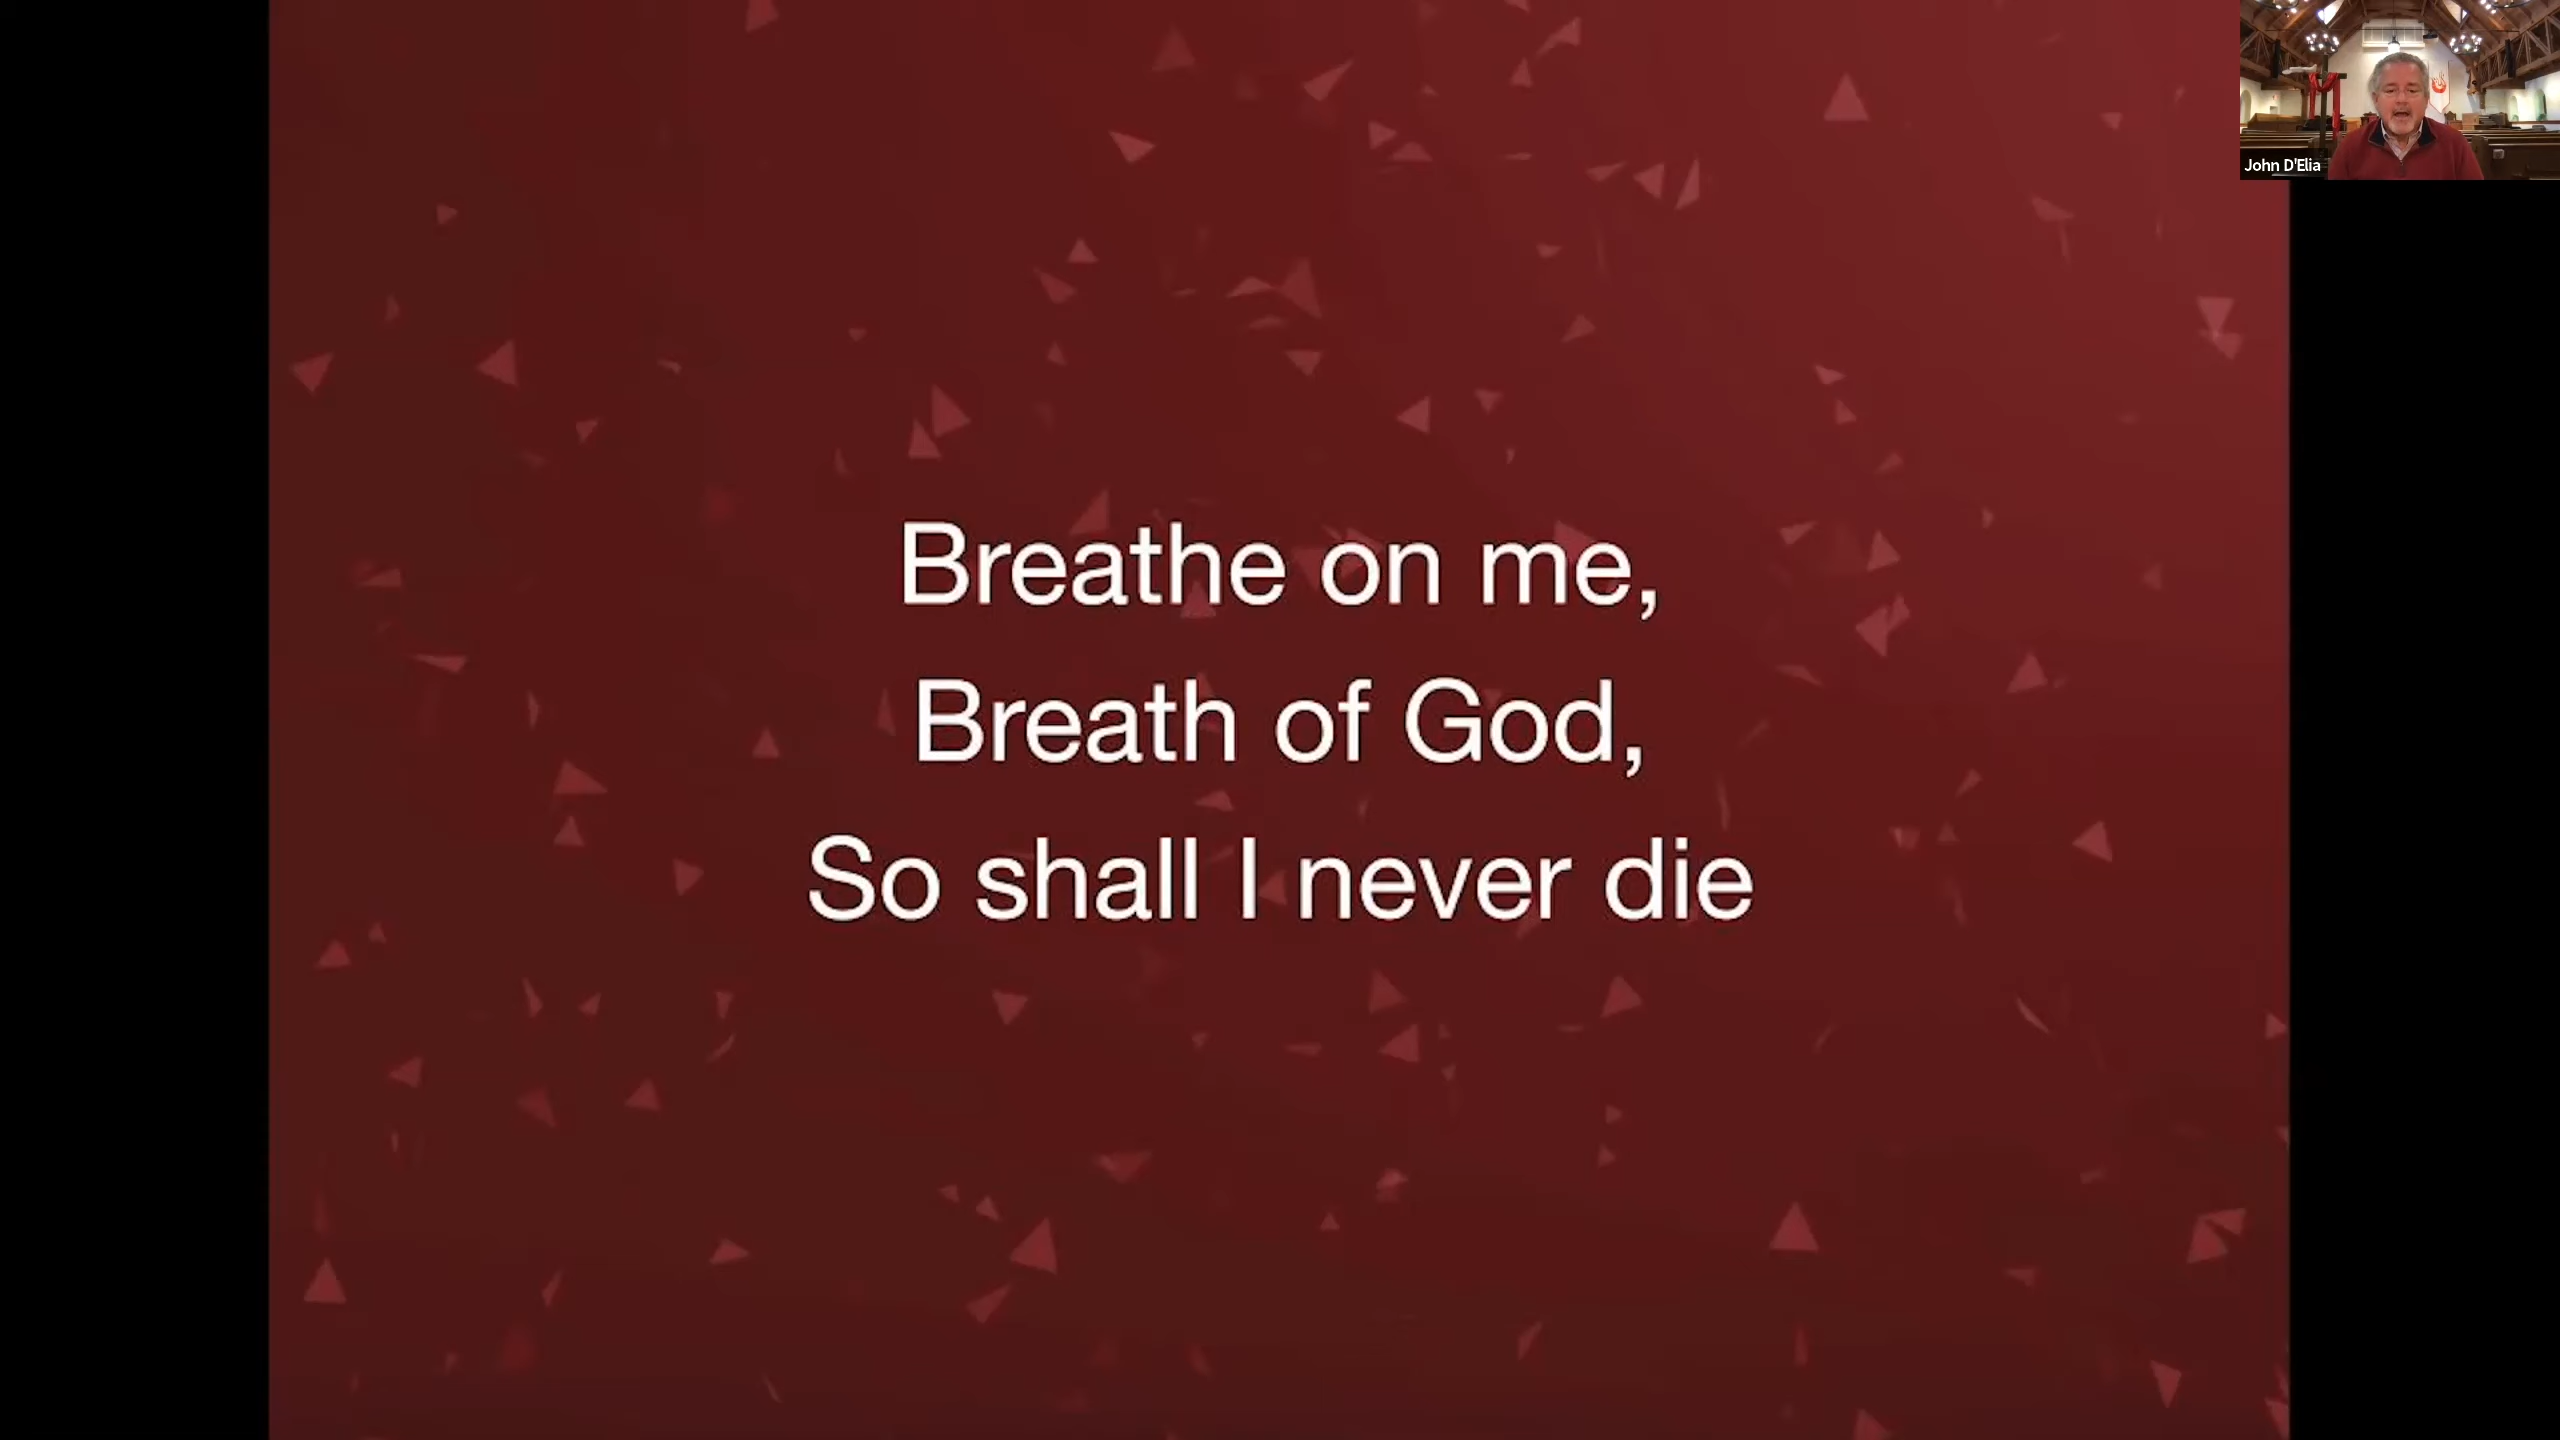 Breathe on me,
Breath of God,
So shall I never die
John D'Elia